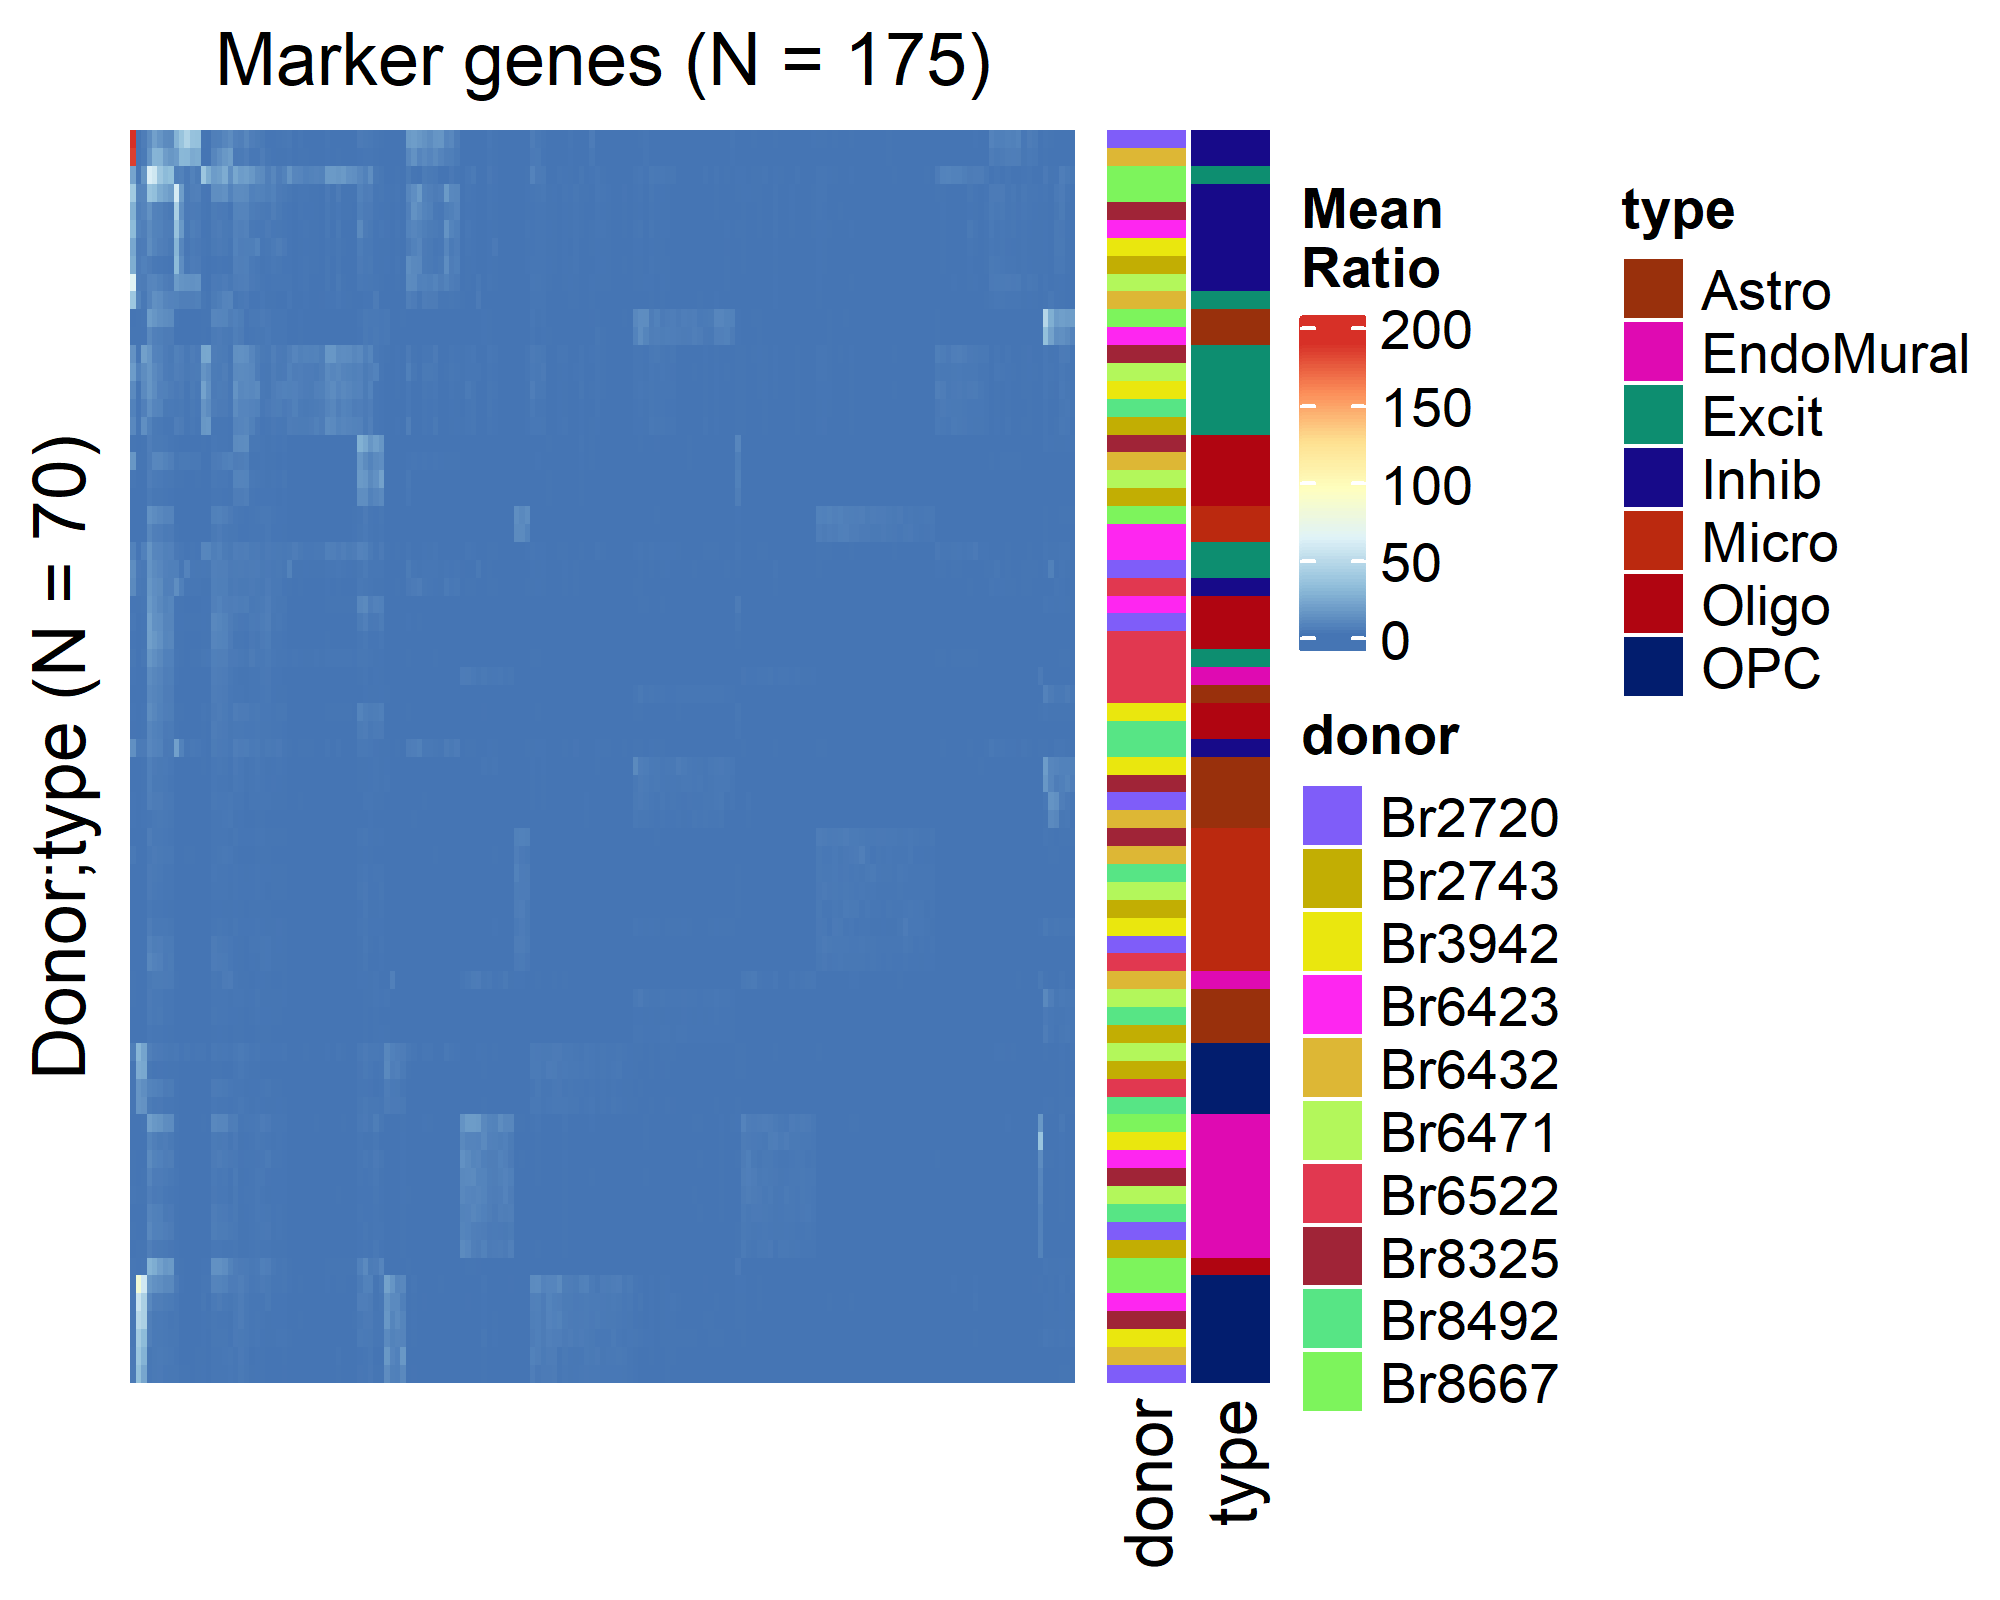 Marker genes (N = 175)
Donor;type (N = 70)
donor
type
Mean
Ratio
200
150
100
50
0
donor
Br2720
Br2743
Br3942
Br6423
Br6432
Br6471
Br6522
Br8325
Br8492
Br8667
type
Astro
EndoMural
Excit
Inhib
Micro
Oligo
OPC